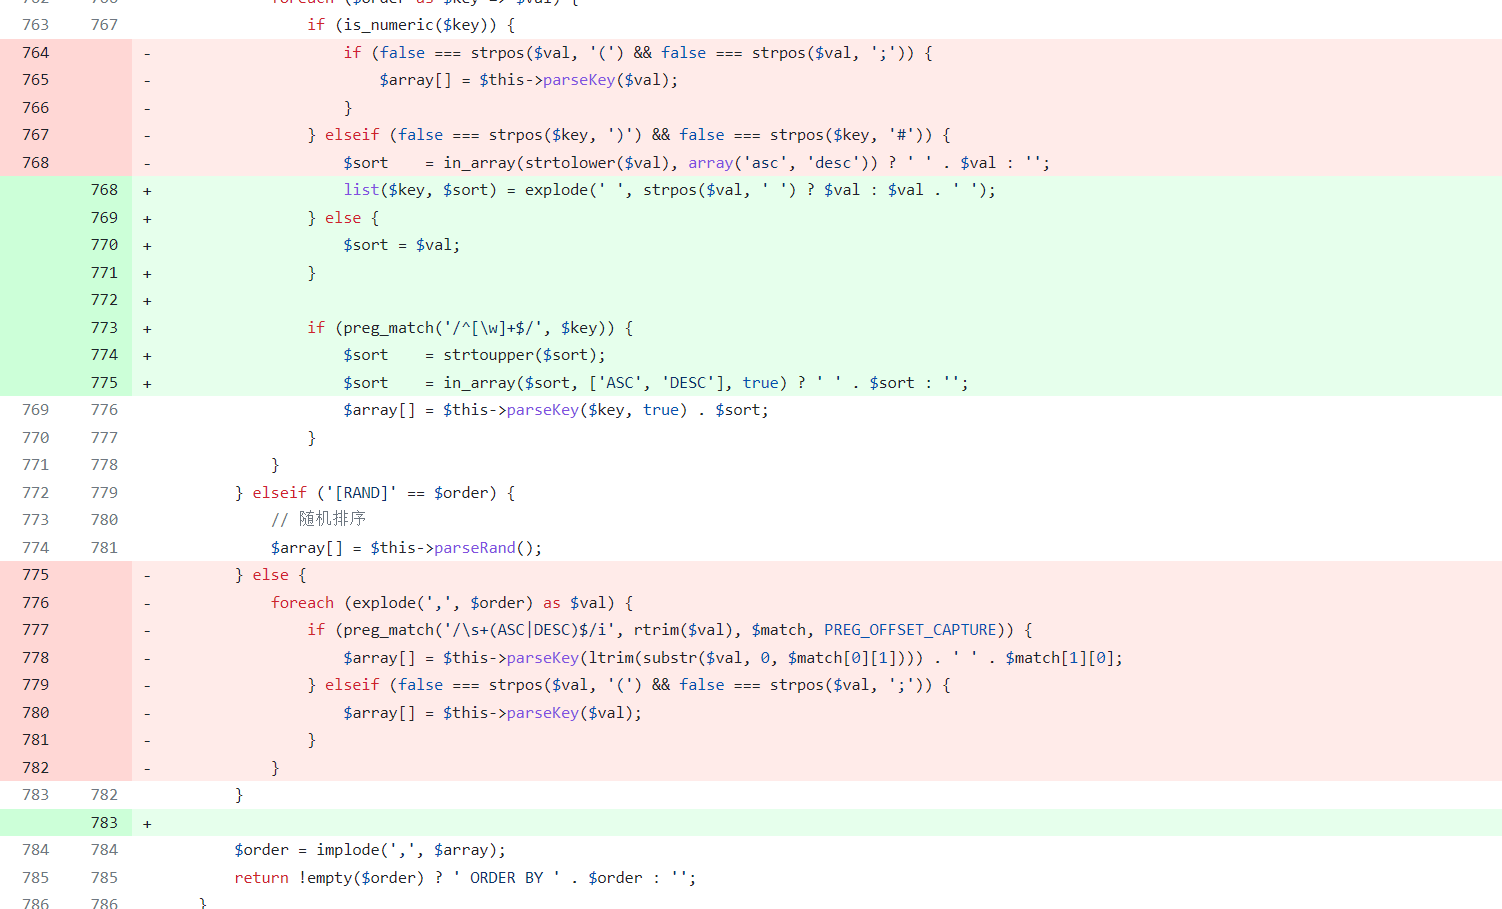 762 766 foreach ($order as $key => $val) {
763 767 if (is_numeric($key)) {
764 - if (false === strpos($val, '(') && false === strpos($val, ';')) {
765 - $array[] = $this->parseKey($val);
766 - }
767 - } elseif (false === strpos($key, ')') && false === strpos($key, '#')) {
768 - $sort    = in_array(strtolower($val), array('asc', 'desc')) ? ' ' . $val : '';
768 + list($key, $sort) = explode(' ', strpos($val, ' ') ? $val : $val . ' ');
769 + } else {
770 + $sort = $val;
771 + }
772 +
773 + if (preg_match('/^[\w]+$/', $key)) {
774 + $sort    = strtoupper($sort);
775 + $sort    = in_array($sort, ['ASC', 'DESC'], true) ? ' ' . $sort : '';
769 776 $array[] = $this->parseKey($key, true) . $sort;
770 777 }
771 778 }
772 779 } elseif ('[RAND]' == $order) {
773 780 // 随机排序
774 781 $array[] = $this->parseRand();
775 - } else {
776 - foreach (explode(',', $order) as $val) {
777 - if (preg_match('/\s+(ASC|DESC)$/i', rtrim($val), $match, PREG_OFFSET_CAPTURE)) {
778 - $array[] = $this->parseKey(ltrim(substr($val, 0, $match[0][1]))) . ' ' . $match[1][0];
779 - } elseif (false === strpos($val, '(') && false === strpos($val, ';')) {
780 - $array[] = $this->parseKey($val);
781 - }
782 - }
783 782 }
783 +
784 784 $order = implode(',', $array);
785 785 return !empty($order) ? ' ORDER BY ' . $order : '';
786 786 }